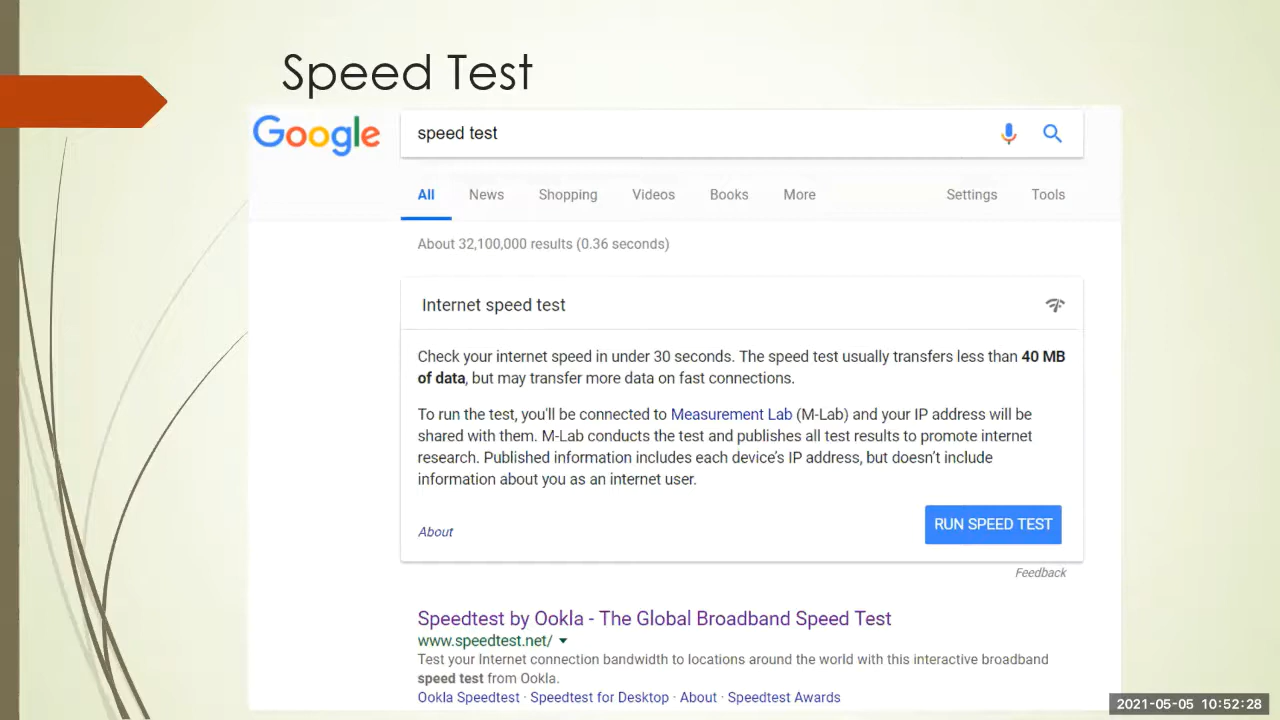 Speed Test
Google
speed test
All News Shopping Videos Books More Settings Tools
About 32,100,000 results (0.36 seconds)
Internet speed test
Check your internet speed in under 30 seconds. The speed test usually transfers less than 40 MB
of data, but may transfer more data on fast connections.
To run the test, you'll be connected to Measurement Lab (M-Lab) and your IP address will be
shared with them. M-Lab conducts the test and publishes all test results to promote internet
research. Published information includes each device's IP address, but doesn't include
information about you as an internet user.
About
RUN SPEED TEST
Feedback
Speedtest by Ookla - The Global Broadband Speed Test
www.speedtest.net/
Test your Internet connection bandwidth to locations around the world with this interactive broadband
speed test from Ookla.
Ookla Speedtest · Speedtest for Desktop · About · Speedtest Awards
2021-05-05 10:52:28